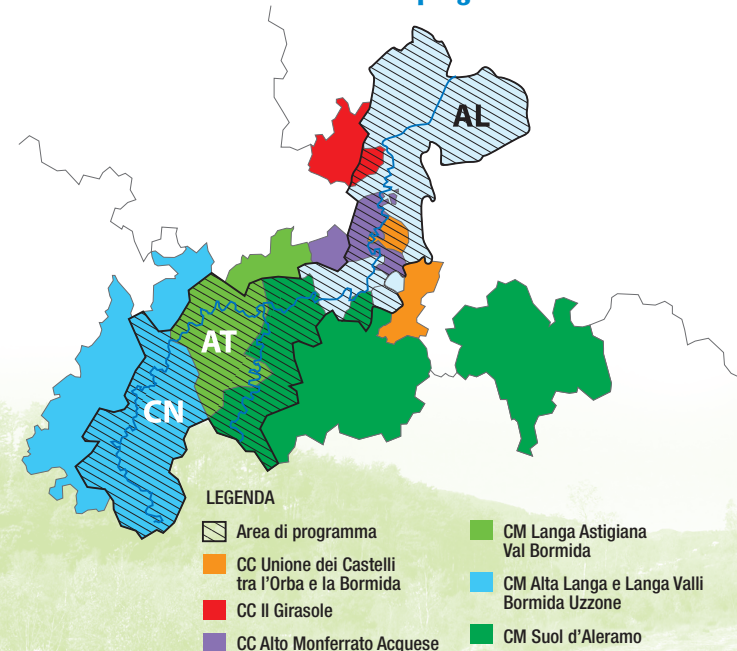 AL
AT
CN
LEGENDA
Area di programma
CC Unione dei Castelli
tra l'Orba e la Bormida
CC Il Girasole
CC Alto Monferrato Acquese
CM Langa Astigiana
Val Bormida
CM Alta Langa e Langa Valli
Bormida Uzzone
CM Suol d'Aleramo